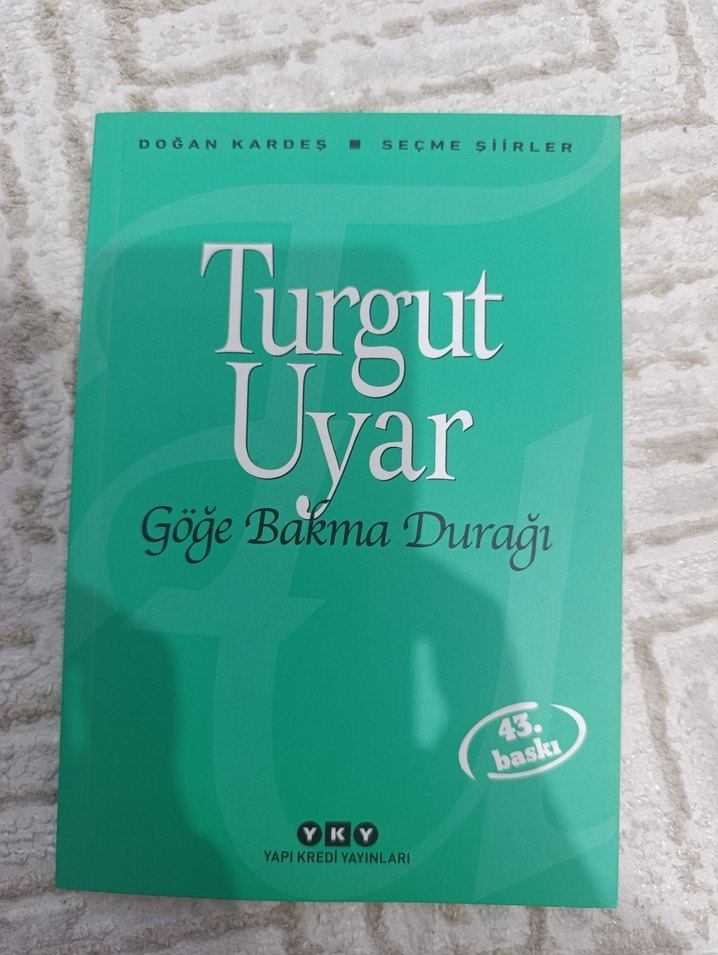 DOĞAN KARDEŞ ■ SEÇME ŞİİRLER
Turgut
Uyar
Göğe Bakma Durağı
43.
baskı
YKY
YAPI KREDİ YAYINLARI